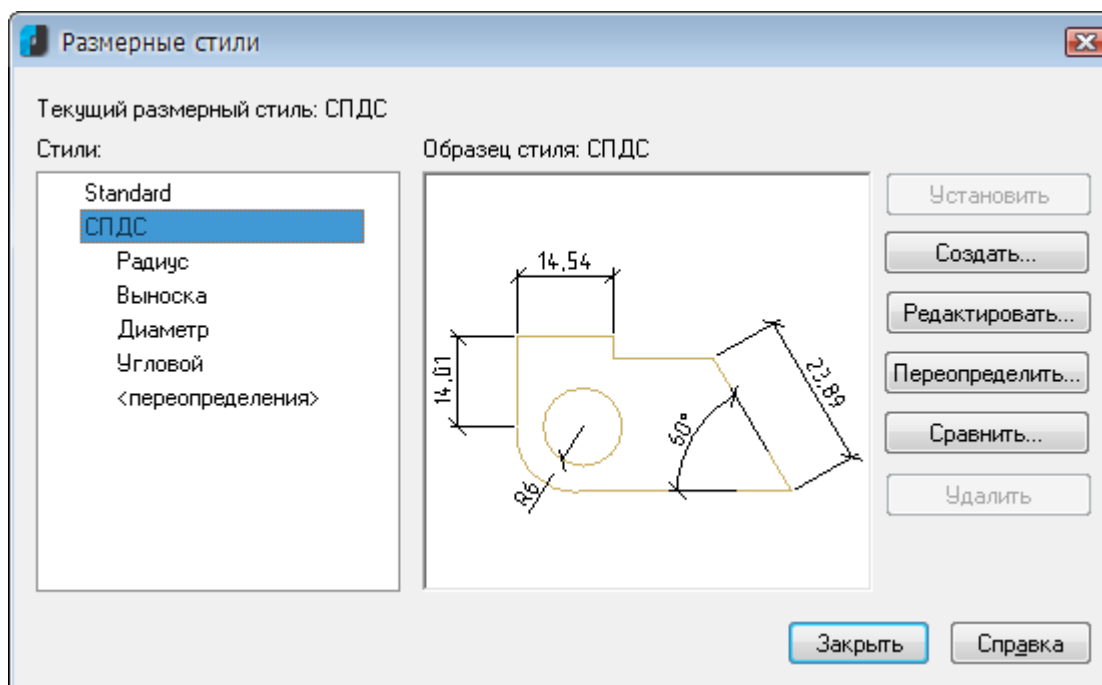 Размерные стили
Текущий размерный стиль: СПДС
Стили:
Образец стиля: СПДС
Standard
СПДС
Радиус
Выноска
Диаметр
Угловой
<переопределения>
14,54
14,01
23,89
60°
R6
Установить
Создать...
Редактировать...
Переопределить...
Сравнить...
Удалить
Закрыть
Справка